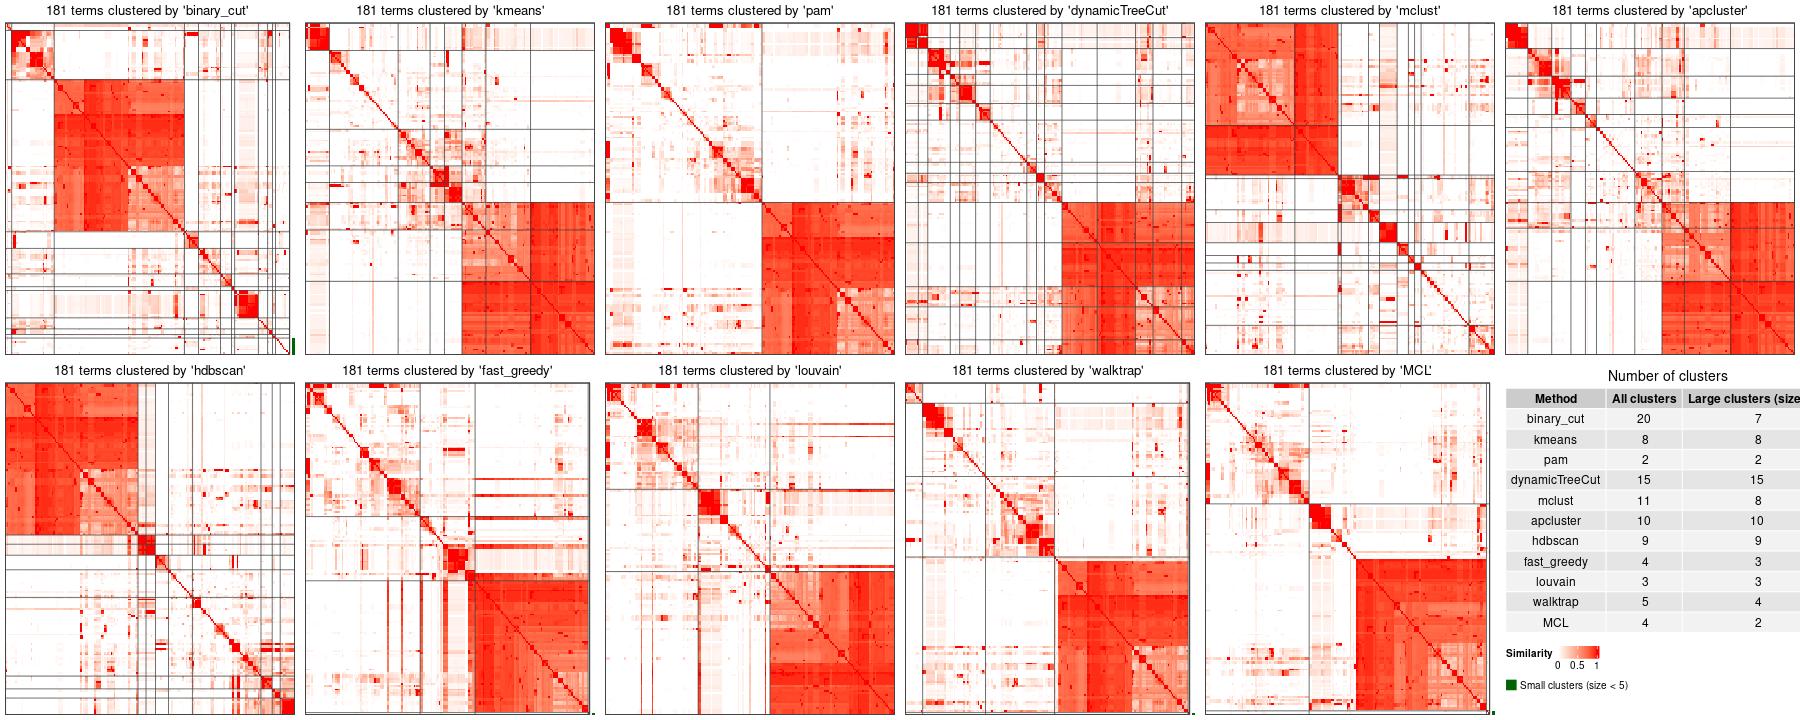 181 terms clustered by 'binary_cut'
181 terms clustered by 'kmeans'
181 terms clustered by 'pam'
181 terms clustered by 'dynamicTreeCut'
181 terms clustered by 'mclust'
181 terms clustered by 'apcluster'
181 terms clustered by 'hdbscan'
181 terms clustered by 'fast_greedy'
181 terms clustered by 'louvain'
181 terms clustered by 'walktrap'
181 terms clustered by 'MCL'
Number of clusters
Method All clusters Large clusters (size
binary_cut 20 7
kmeans 8 8
pam 2 2
dynamicTreeCut 15 15
mclust 11 8
apcluster 10 10
hdbscan 9 9
fast_greedy 4 3
louvain 3 3
walktrap 5 4
MCL 4 2
Similarity
0 0.5 1
Small clusters (size < 5)